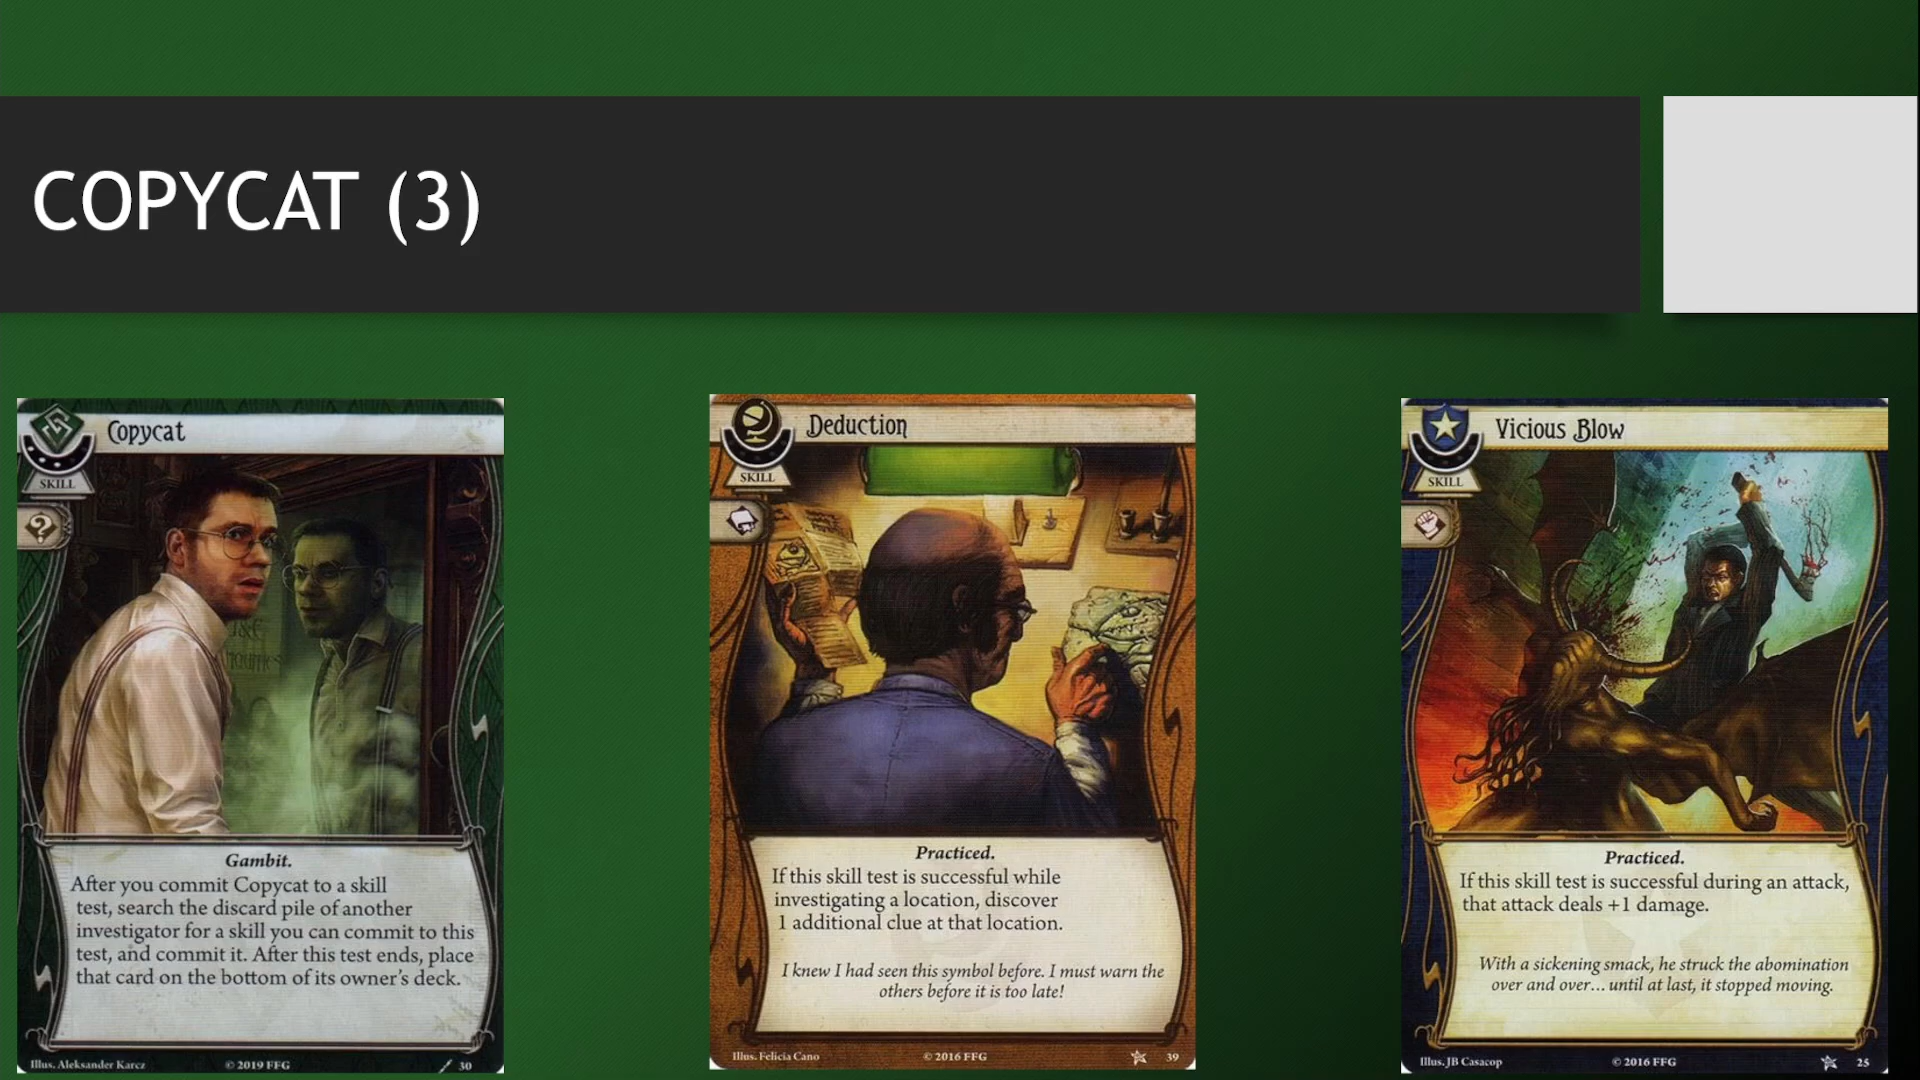 COPYCAT (3)
Copycat
SKILL
?
Gambit.
After you commit Copycat to a skill
test, search the discard pile of another
investigator for a skill you can commit to this
test, and commit it. After this test ends, place
that card on the bottom of its owner's deck.
Illus. Aleksander Karcz
© 2019 FFG
30
Deduction
SKILL
Practiced.
If this skill test is successful while
investigating a location, discover
1 additional clue at that location.
I knew I had seen this symbol before. I must warn the
others before it is too late!
Illus. Felicia Cano
© 2016 FFG
39
Vicious Blow
SKILL
Practiced.
If this skill test is successful during an attack,
that attack deals +1 damage.
With a sickening smack, he struck the abomination
over and over... until at last, it stopped moving.
Illus. JB Casacop
© 2016 FFG
25